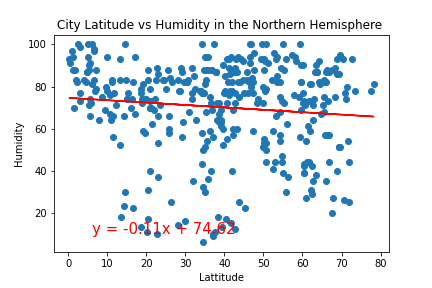 City Latitude vs Humidity in the Northern Hemisphere
100
80
60
40
20
Humidity
y = -0.11x + 74.62
0 10 20 30 40 50 60 70 80
Lattitude